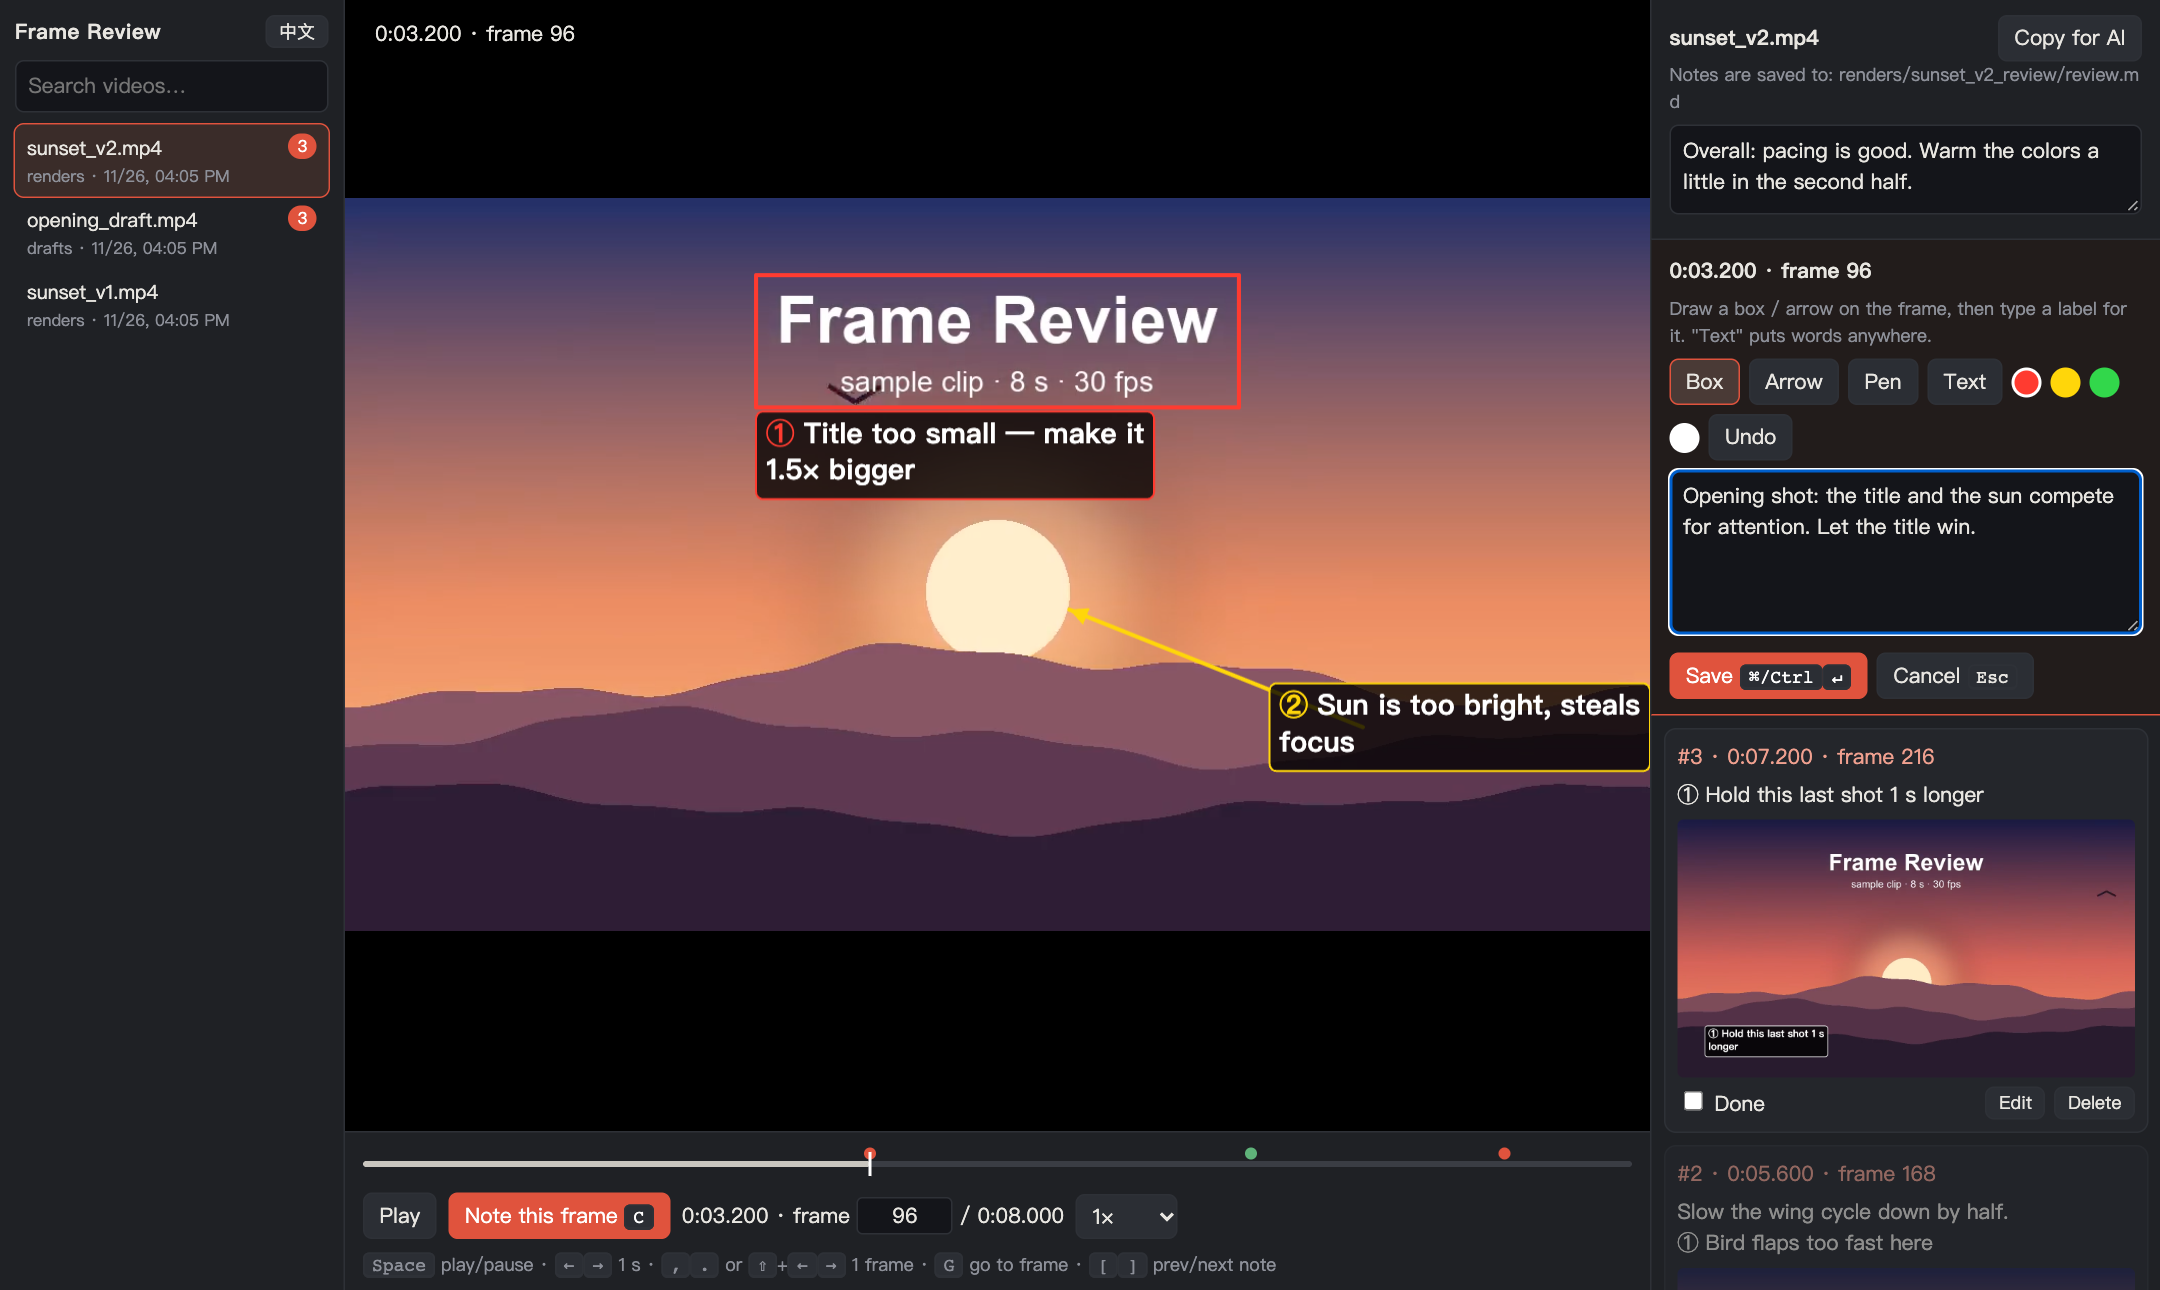 Frame Review
中文
Search videos…
sunset_v2.mp4
3
renders · 11/26, 04:05 PM
opening_draft.mp4
3
drafts · 11/26, 04:05 PM
sunset_v1.mp4
renders · 11/26, 04:05 PM
0:03.200 · frame 96
Frame Review
sample clip · 8 s · 30 fps
① Title too small — make it
1.5× bigger
② Sun is too bright, steals
focus
Play
Note this frame C
0:03.200 · frame 96 / 0:08.000
1×
Space play/pause · ← → 1 s · , . or ⇧+← → 1 frame · G go to frame · [ ] prev/next note
sunset_v2.mp4
Copy for AI
Notes are saved to: renders/sunset_v2_review/review.m
d
Overall: pacing is good. Warm the colors a
little in the second half.
0:03.200 · frame 96
Draw a box / arrow on the frame, then type a label for
it. "Text" puts words anywhere.
Box
Arrow
Pen
Text
Undo
Opening shot: the title and the sun compete
for attention. Let the title win.
Save ⌘/Ctrl ↵
Cancel Esc
#3 · 0:07.200 · frame 216
① Hold this last shot 1 s longer
Frame Review
sample clip · 8 s · 30 fps
① Hold this last shot 1 s
longer
Done
Edit
Delete
#2 · 0:05.600 · frame 168
Slow the wing cycle down by half.
① Bird flaps too fast here